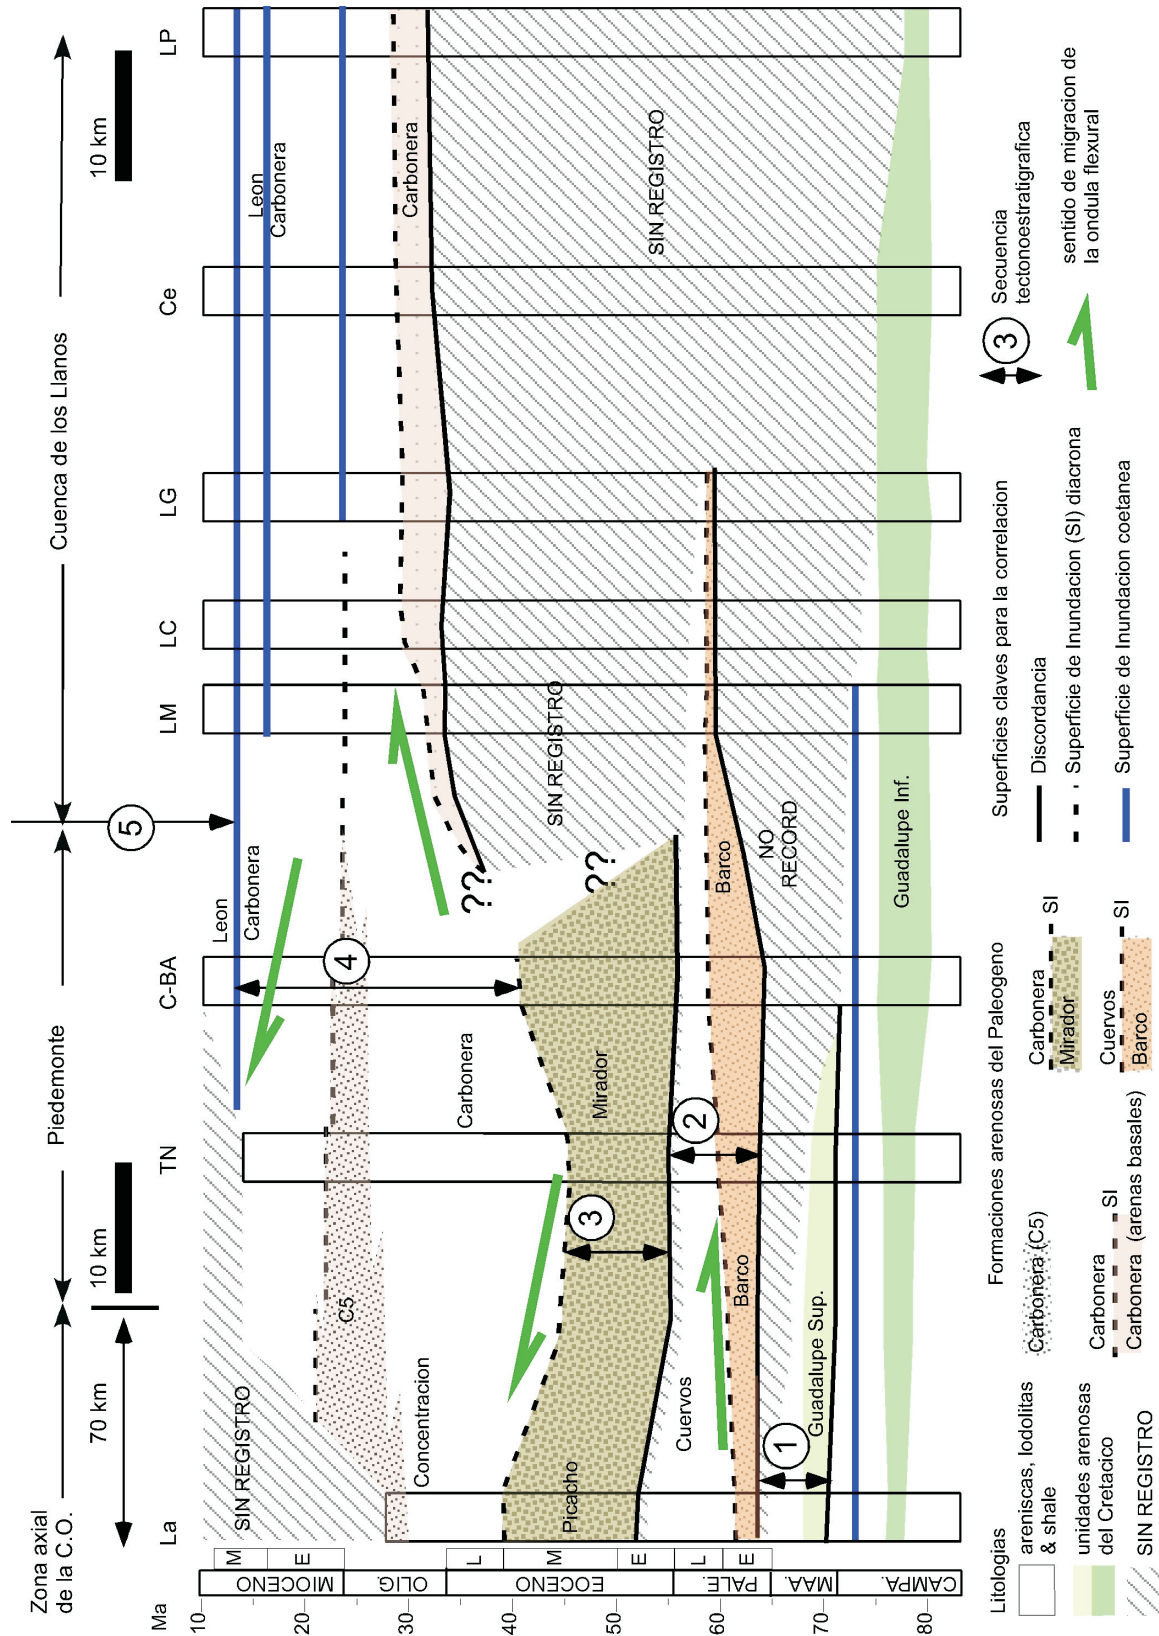 Zona axial
de la C.O.
Piedemonte
Cuenca de los Llanos
70 km
10 km
10 km
5
Ma
La
TN
C-BA
LM
LC
LG
Ce
LP
10
20
30
40
50
60
70
80
MIOCENO
OLIG.
EOCENO
PALE.
MAA.
CAMPA.
M
E
L
M
E
L
E
SIN REGISTRO
Leon
Carbonera
Leon
Carbonera
4
C5
Concentracion
Carbonera
Carbonera
??
??
Picacho
3
Mirador
SIN REGISTRO
SIN REGISTRO
Cuervos
2
Barco
Barco
NO
RECORD
1
Guadalupe Sup.
Guadalupe Inf.
Litologias
areniscas, lodolitas
& shale
unidades arenosas
del Cretacico
SIN REGISTRO
Formaciones arenosas del Paleogeno
Carbonera (C5)
Carbonera SI
Carbonera (arenas basales)
Carbonera SI
Mirador
Cuervos SI
Barco
Superficies claves para la correlacion
Discordancia
Superficie de Inundacion (SI) diacrona
Superficie de Inundacion coetanea
3
Secuencia
tectonoestratigrafica
sentido de migracion de
la ondula flexural